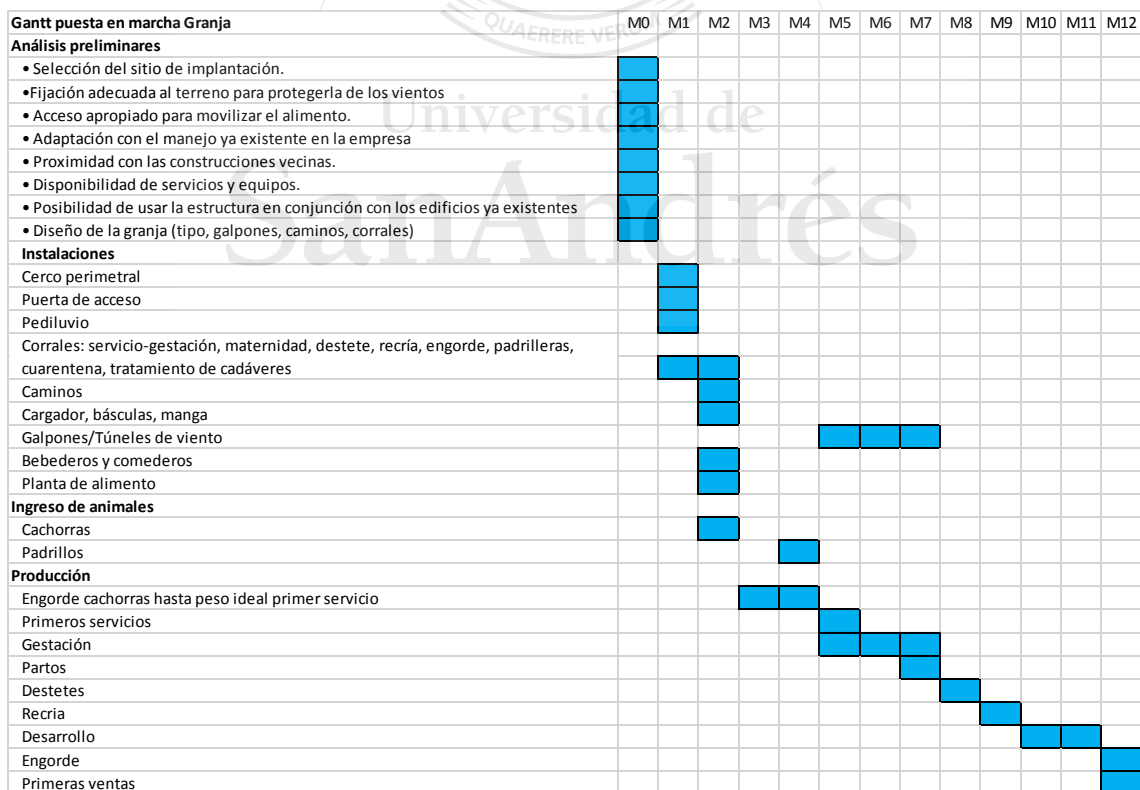 Gantt puesta en marcha Granja M0 M1 M2 M3 M4 M5 M6 M7 M8 M9 M10 M11 M12
Análisis preliminares
• Selección del sitio de implantación.
•Fijación adecuada al terreno para protegerla de los vientos
• Acceso apropiado para movilizar el alimento.
• Adaptación con el manejo ya existente en la empresa
• Proximidad con las construcciones vecinas.
• Disponibilidad de servicios y equipos.
• Posibilidad de usar la estructura en conjunción con los edificios ya existentes
• Diseño de la granja (tipo, galpones, caminos, corrales)
Instalaciones
Cerco perimetral
Puerta de acceso
Pediluvio
Corrales: servicio-gestación, maternidad, destete, recría, engorde, padrilleras,
cuarentena, tratamiento de cadáveres
Caminos
Cargador, básculas, manga
Galpones/Túneles de viento
Bebederos y comederos
Planta de alimento
Ingreso de animales
Cachorras
Padrillos
Producción
Engorde cachorras hasta peso ideal primer servicio
Primeros servicios
Gestación
Partos
Destetes
Recria
Desarrollo
Engorde
Primeras ventas
QUAERERE
Universidad de
SanAndrés